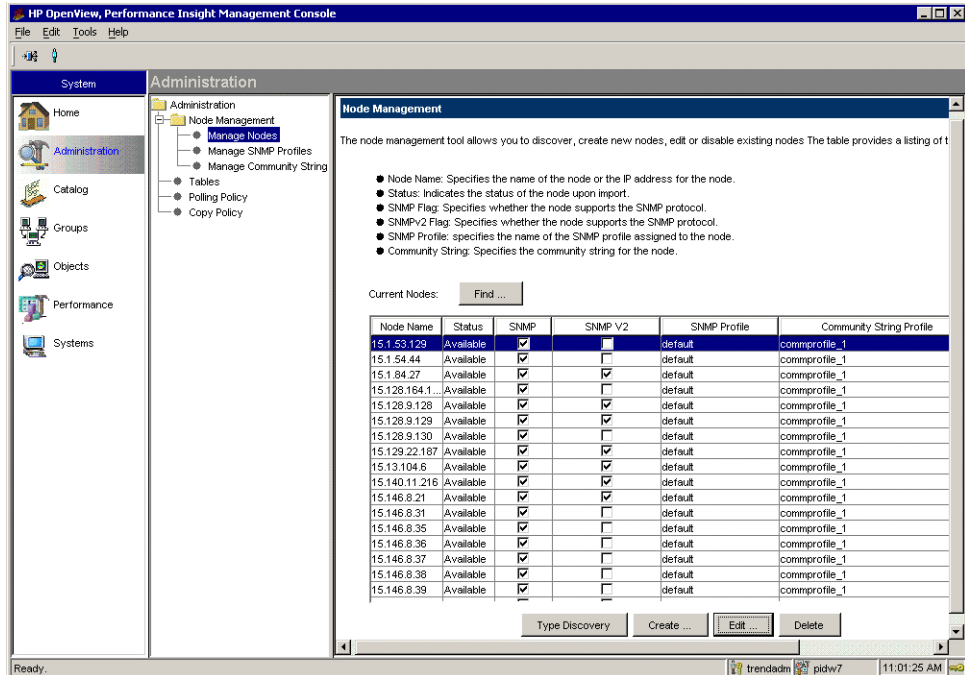 HP OpenView, Performance Insight Management Console
File Edit Tools Help
System
Administration
Home
Administration
Catalog
Groups
Objects
Performance
Systems
Administration
Node Management
Manage Nodes
Manage SNMP Profiles
Manage Community String
Tables
Polling Policy
Copy Policy
Node Management
The node management tool allows you to discover, create new nodes, edit or disable existing nodes The table provides a listing of t
Node Name: Specifies the name of the node or the IP address for the node.
Status: Indicates the status of the node upon import.
SNMP Flag: Specifies whether the node supports the SNMP protocol.
SNMPv2 Flag: Specifies whether the node supports the SNMP protocol.
SNMP Profile: specifies the name of the SNMP profile assigned to the node.
Community String: Specifies the community string for the node.
Current Nodes: Find ...
Node Name Status SNMP SNMP V2 SNMP Profile Community String Profile
15.1.53.129 Available default commprofile_1
15.1.54.44 Available default commprofile_1
15.1.84.27 Available default commprofile_1
15.128.164.1... Available default commprofile_1
15.128.9.128 Available default commprofile_1
15.128.9.129 Available default commprofile_1
15.128.9.130 Available default commprofile_1
15.129.22.187 Available default commprofile_1
15.13.104.6 Available default commprofile_1
15.140.11.216 Available default commprofile_1
15.146.8.21 Available default commprofile_1
15.146.8.31 Available default commprofile_1
15.146.8.35 Available default commprofile_1
15.146.8.36 Available default commprofile_1
15.146.8.37 Available default commprofile_1
15.146.8.38 Available default commprofile_1
15.146.8.39 Available default commprofile_1
Type Discovery Create ... Edit ... Delete
Ready. trendadm pidw7 11:01:25 AM